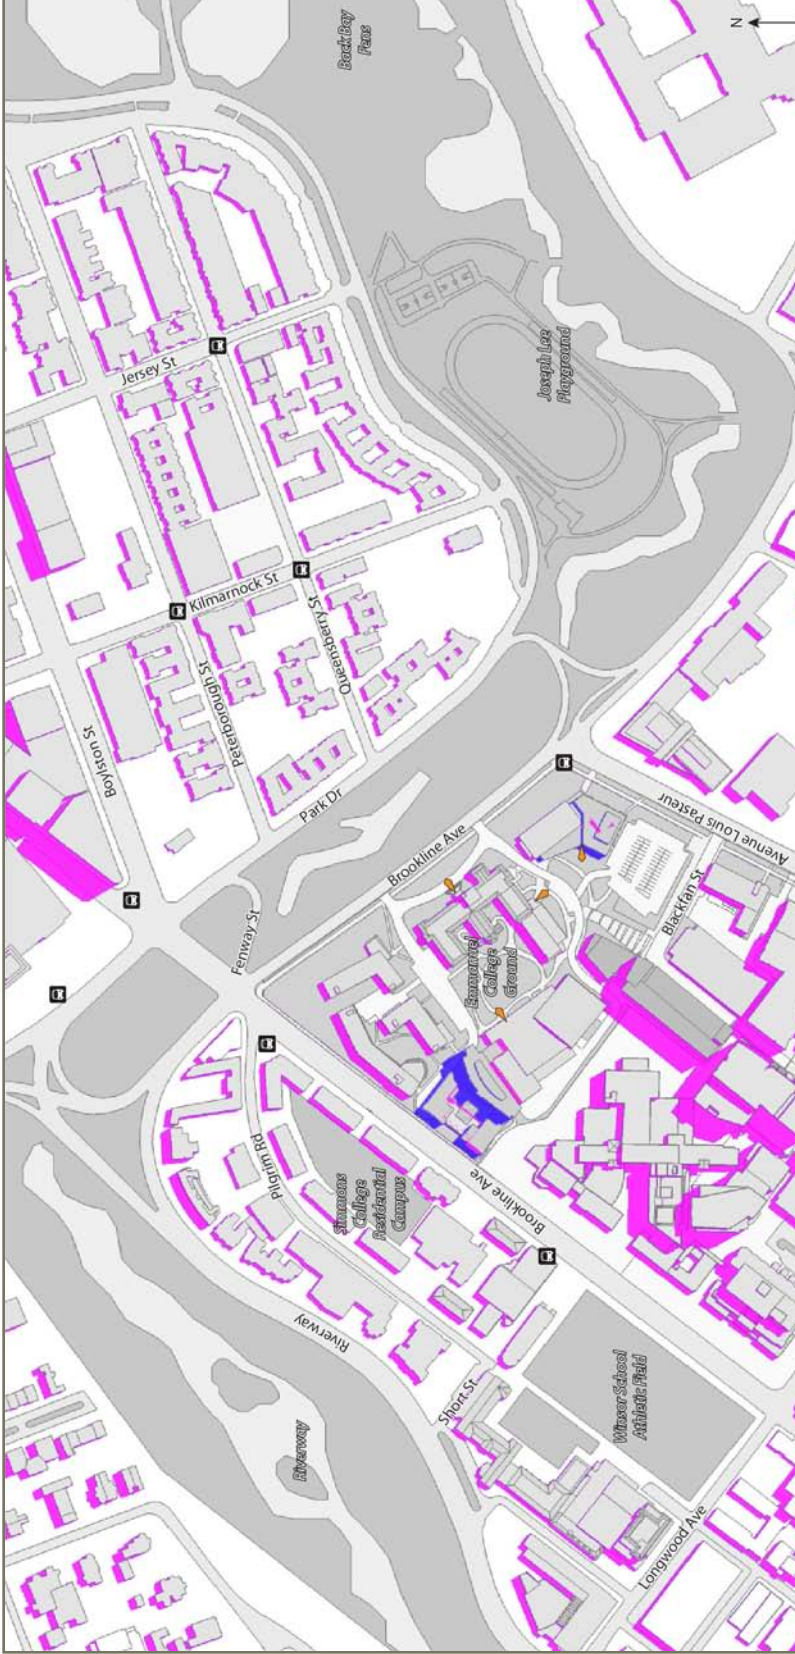 Back Bay
Fens
N
Jersey St
Joseph Lee
Playground
Kilmarnock St
Queensberry St
Peterborough St
Boylston St
Park Dr
Brookline Ave
Avenue Louis Pasteur
Fenway St
Blackfan St
Emmanuel
College
Ground
Pilgrim Rd
Simmons
College
Residential
Campus
Brookline Ave
Riverway
Short St
Winsor School
Athletic Field
Riverway
Longwood Ave